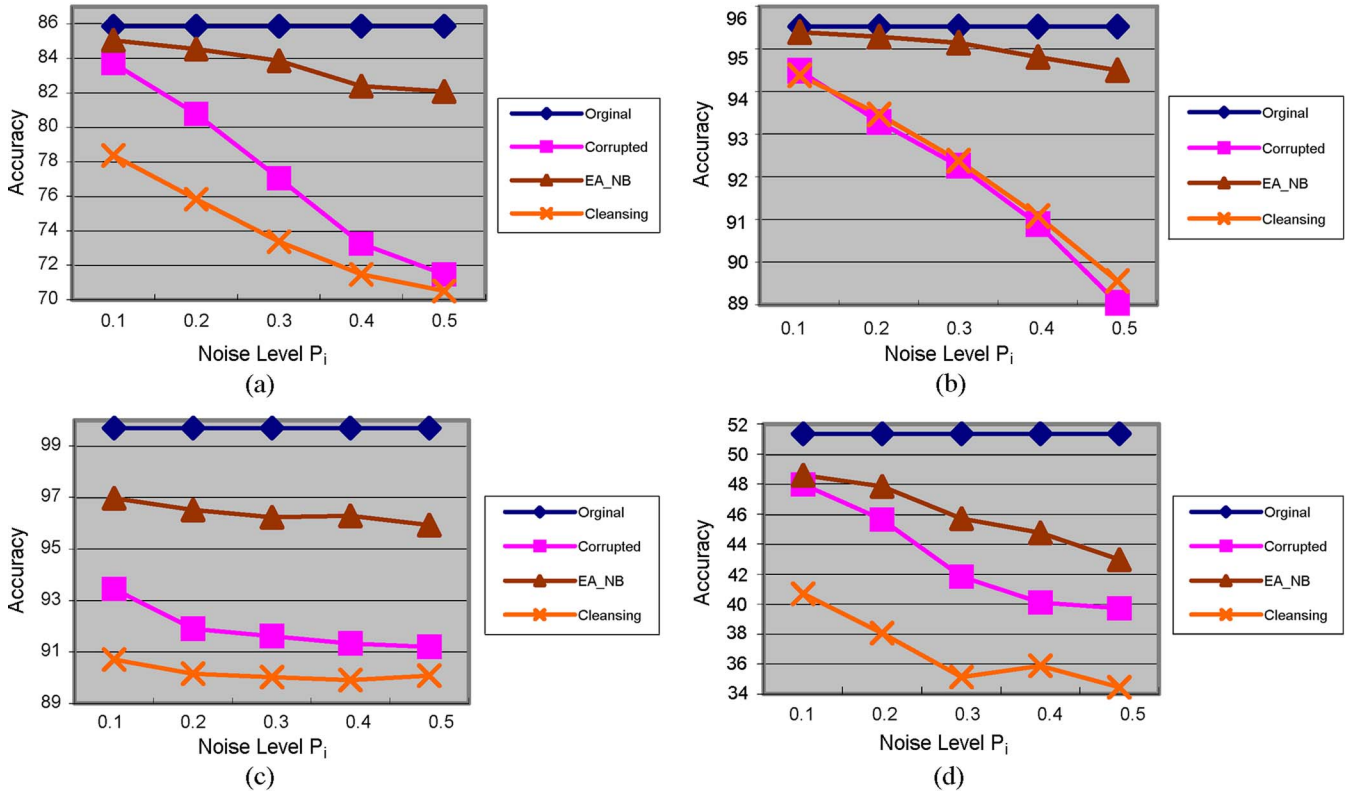 86
84
82
80
78
76
74
72
70
Accuracy
0.1 0.2 0.3 0.4 0.5
Noise Level Pi
Orginal
Corrupted
EA_NB
Cleansing
(a)
96
95
94
93
92
91
90
89
Accuracy
0.1 0.2 0.3 0.4 0.5
Noise Level Pi
Orginal
Corrupted
EA_NB
Cleansing
(b)
99
97
95
93
91
89
Accuracy
0.1 0.2 0.3 0.4 0.5
Noise Level Pi
Orginal
Corrupted
EA_NB
Cleansing
(c)
52
50
48
46
44
42
40
38
36
34
Accuracy
0.1 0.2 0.3 0.4 0.5
Noise Level Pi
Orginal
Corrupted
EA_NB
Cleansing
(d)